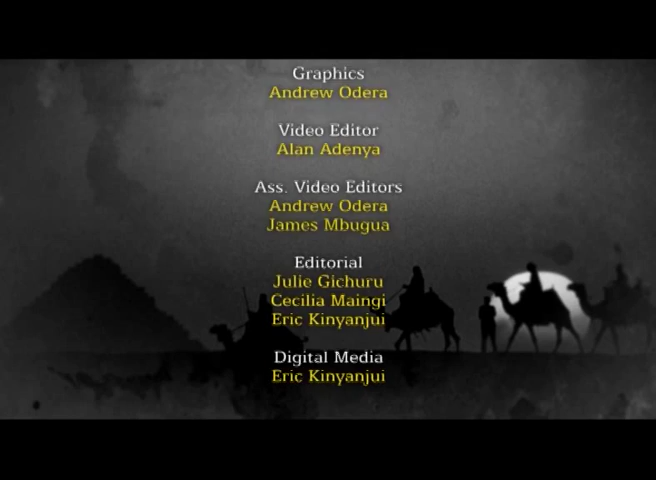 Graphics
Andrew Odera
Video Editor
Alan Adenya
Ass. Video Editors
Andrew Odera
James Mbugua
Editorial
Julie Gichuru
Cecilia Maingi
Eric Kinyanjui
Digital Media
Eric Kinyanjui